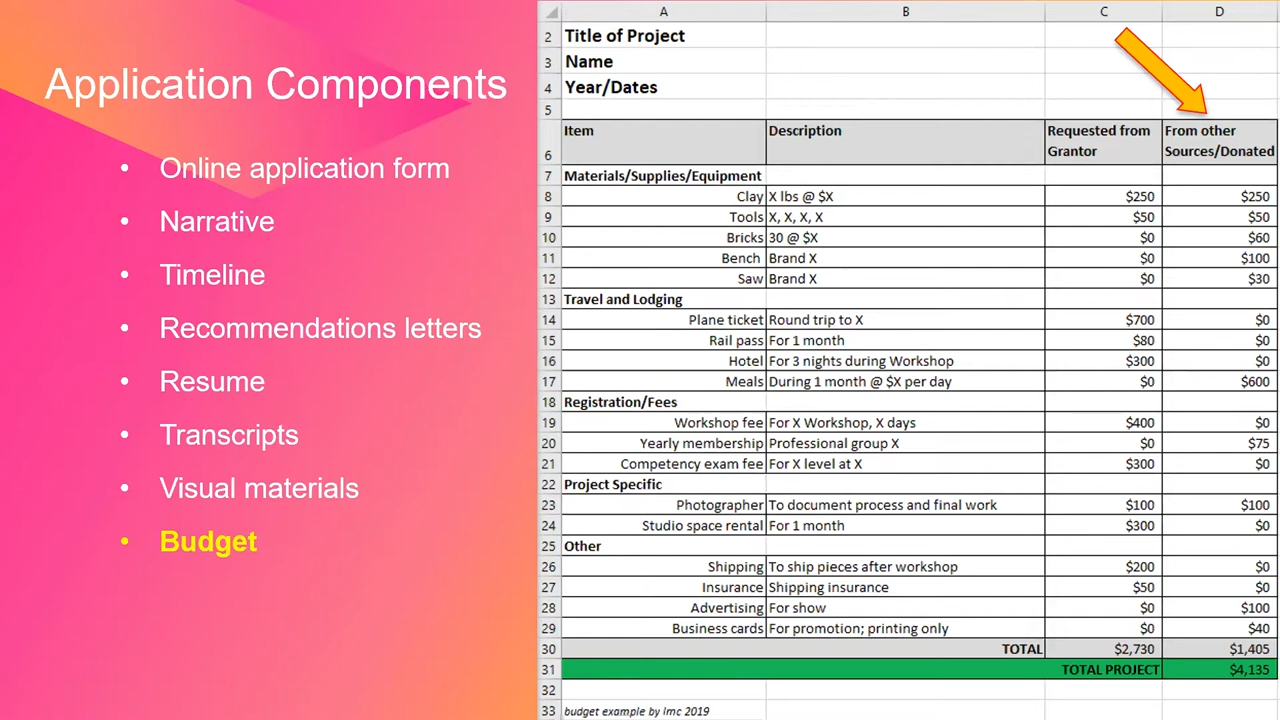 Application Components
• Online application form
• Narrative
• Timeline
• Recommendations letters
• Resume
• Transcripts
• Visual materials
• Budget
A B C D
2 Title of Project
3 Name
4 Year/Dates
5
6 Item Description Requested from Grantor From other Sources/Donated
7 Materials/Supplies/Equipment
8 Clay X lbs @ $X $250 $250
9 Tools X, X, X, X $50 $50
10 Bricks 30 @ $X $0 $60
11 Bench Brand X $0 $100
12 Saw Brand X $0 $30
13 Travel and Lodging
14 Plane ticket Round trip to X $700 $0
15 Rail pass For 1 month $80 $0
16 Hotel For 3 nights during Workshop $300 $0
17 Meals During 1 month @ $X per day $0 $600
18 Registration/Fees
19 Workshop fee For X Workshop, X days $400 $0
20 Yearly membership Professional group X $0 $75
21 Competency exam fee For X level at X $300 $0
22 Project Specific
23 Photographer To document process and final work $100 $100
24 Studio space rental For 1 month $300 $0
25 Other
26 Shipping To ship pieces after workshop $200 $0
27 Insurance Shipping insurance $50 $0
28 Advertising For show $0 $100
29 Business cards For promotion; printing only $0 $40
30 TOTAL $2,730 $1,405
31 TOTAL PROJECT $4,135
32
33 budget example by lmc 2019